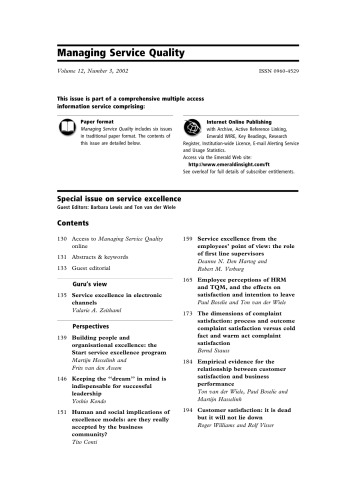 Managing Service Quality
Volume 12, Number 3, 2002
ISSN 0960-4529
This issue is part of a comprehensive multiple access
information service comprising:
Paper format
Managing Service Quality includes six issues
in traditional paper format. The contents of
this issue are detailed below.
Internet Online Publishing
with Archive, Active Reference Linking,
Emerald WIRE, Key Readings, Research
Register, Institution-wide Licence, E-mail Alerting Service
and Usage Statistics.
Access via the Emerald Web site:
http://www.emeraldinsight.com/ft
See overleaf for full details of subscriber entitlements.
Special issue on service excellence
Guest Editors: Barbara Lewis and Ton van der Wiele
Contents
130 Access to Managing Service Quality
online
131 Abstracts & keywords
133 Guest editorial
Guru's view
135 Service excellence in electronic
channels
Valarie A. Zeithaml
Perspectives
139 Building people and
organisational excellence: the
Start service excellence program
Martijn Hesselink and
Frits van den Assem
146 Keeping the "dream" in mind is
indispensable for successful
leadership
Yoshio Kondo
151 Human and social implications of
excellence models: are they really
accepted by the business
community?
Tito Conti
159 Service excellence from the
employees' point of view: the role
of first line supervisors
Deanne N. Den Hartog and
Robert M. Verburg
165 Employee perceptions of HRM
and TQM, and the effects on
satisfaction and intention to leave
Paul Boselie and Ton van der Wiele
173 The dimensions of complaint
satisfaction: process and outcome
complaint satisfaction versus cold
fact and warm act complaint
satisfaction
Bernd Stauss
184 Empirical evidence for the
relationship between customer
satisfaction and business
performance
Ton van der Wiele, Paul Boselie and
Martijn Hesselink
194 Customer satisfaction: it is dead
but it will not lie down
Roger Williams and Rolf Visser